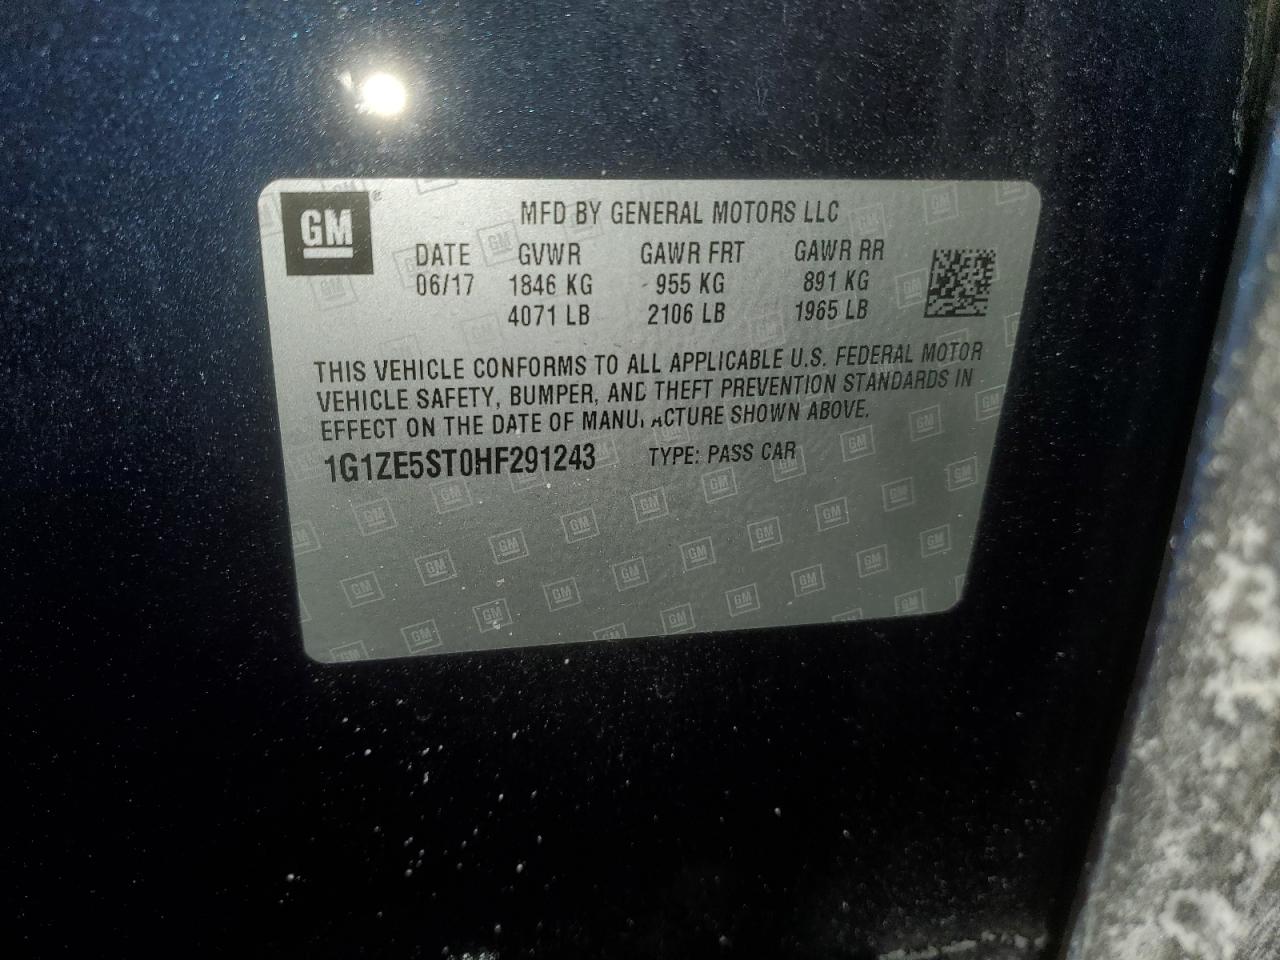 GM ®
MFD BY GENERAL MOTORS LLC
DATE GVWR GAWR FRT GAWR RR
06/17 1846 KG 955 KG 891 KG
4071 LB 2106 LB 1965 LB
THIS VEHICLE CONFORMS TO ALL APPLICABLE U.S. FEDERAL MOTOR
VEHICLE SAFETY, BUMPER, AND THEFT PREVENTION STANDARDS IN
EFFECT ON THE DATE OF MANUFACTURE SHOWN ABOVE.
1G1ZE5ST0HF291243 TYPE: PASS CAR